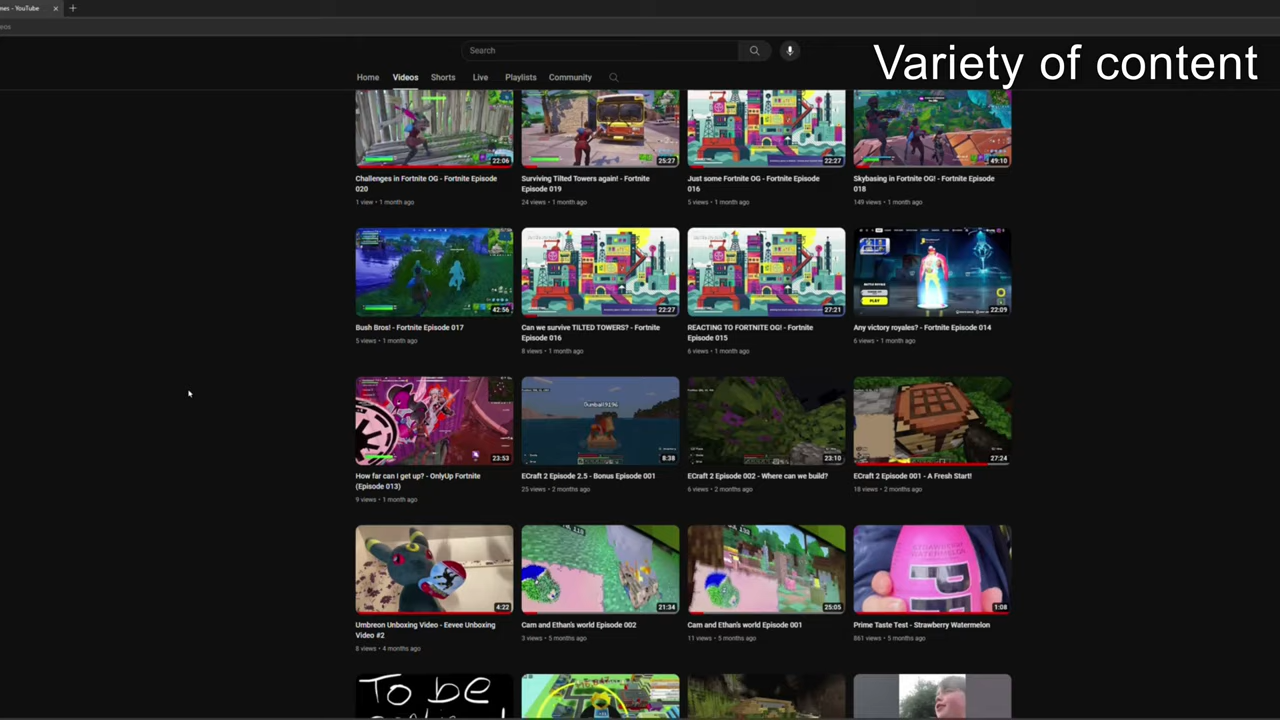 mes - YouTube
eos
Search
Variety of content
Home Videos Shorts Live Playlists Community
22:06 25:27 22:27 49:10
Challenges in Fortnite OG - Fortnite Episode
020
1 view • 1 month ago
Surviving Tilted Towers again! - Fortnite
Episode 019
24 views • 1 month ago
Just some Fortnite OG - Fortnite Episode
016
5 views • 1 month ago
Skybasing in Fortnite OG! - Fortnite Episode
018
149 views • 1 month ago
42:56 22:27 27:21 22:09
PLAY
Bush Bros! - Fortnite Episode 017
5 views • 1 month ago
Can we survive TILTED TOWERS? - Fortnite
Episode 016
8 views • 1 month ago
REACTING TO FORTNITE OG! - Fortnite
Episode 015
6 views • 1 month ago
Any victory royales? - Fortnite Episode 014
6 views • 1 month ago
23:53 8:38 23:10 27:24
How far can I get up? - OnlyUp Fortnite
(Episode 013)
9 views • 1 month ago
ECraft 2 Episode 2.5 - Bonus Episode 001
25 views • 2 months ago
ECraft 2 Episode 002 - Where can we build?
6 views • 2 months ago
ECraft 2 Episode 001 - A Fresh Start!
18 views • 2 months ago
4:22 21:34 25:05 1:08
Umbreon Unboxing Video - Eevee Unboxing
Video #2
8 views • 4 months ago
Cam and Ethan's world Episode 002
3 views • 5 months ago
Cam and Ethan's world Episode 001
11 views • 5 months ago
WATERMELON
Prime Taste Test - Strawberry Watermelon
861 views • 5 months ago
To be